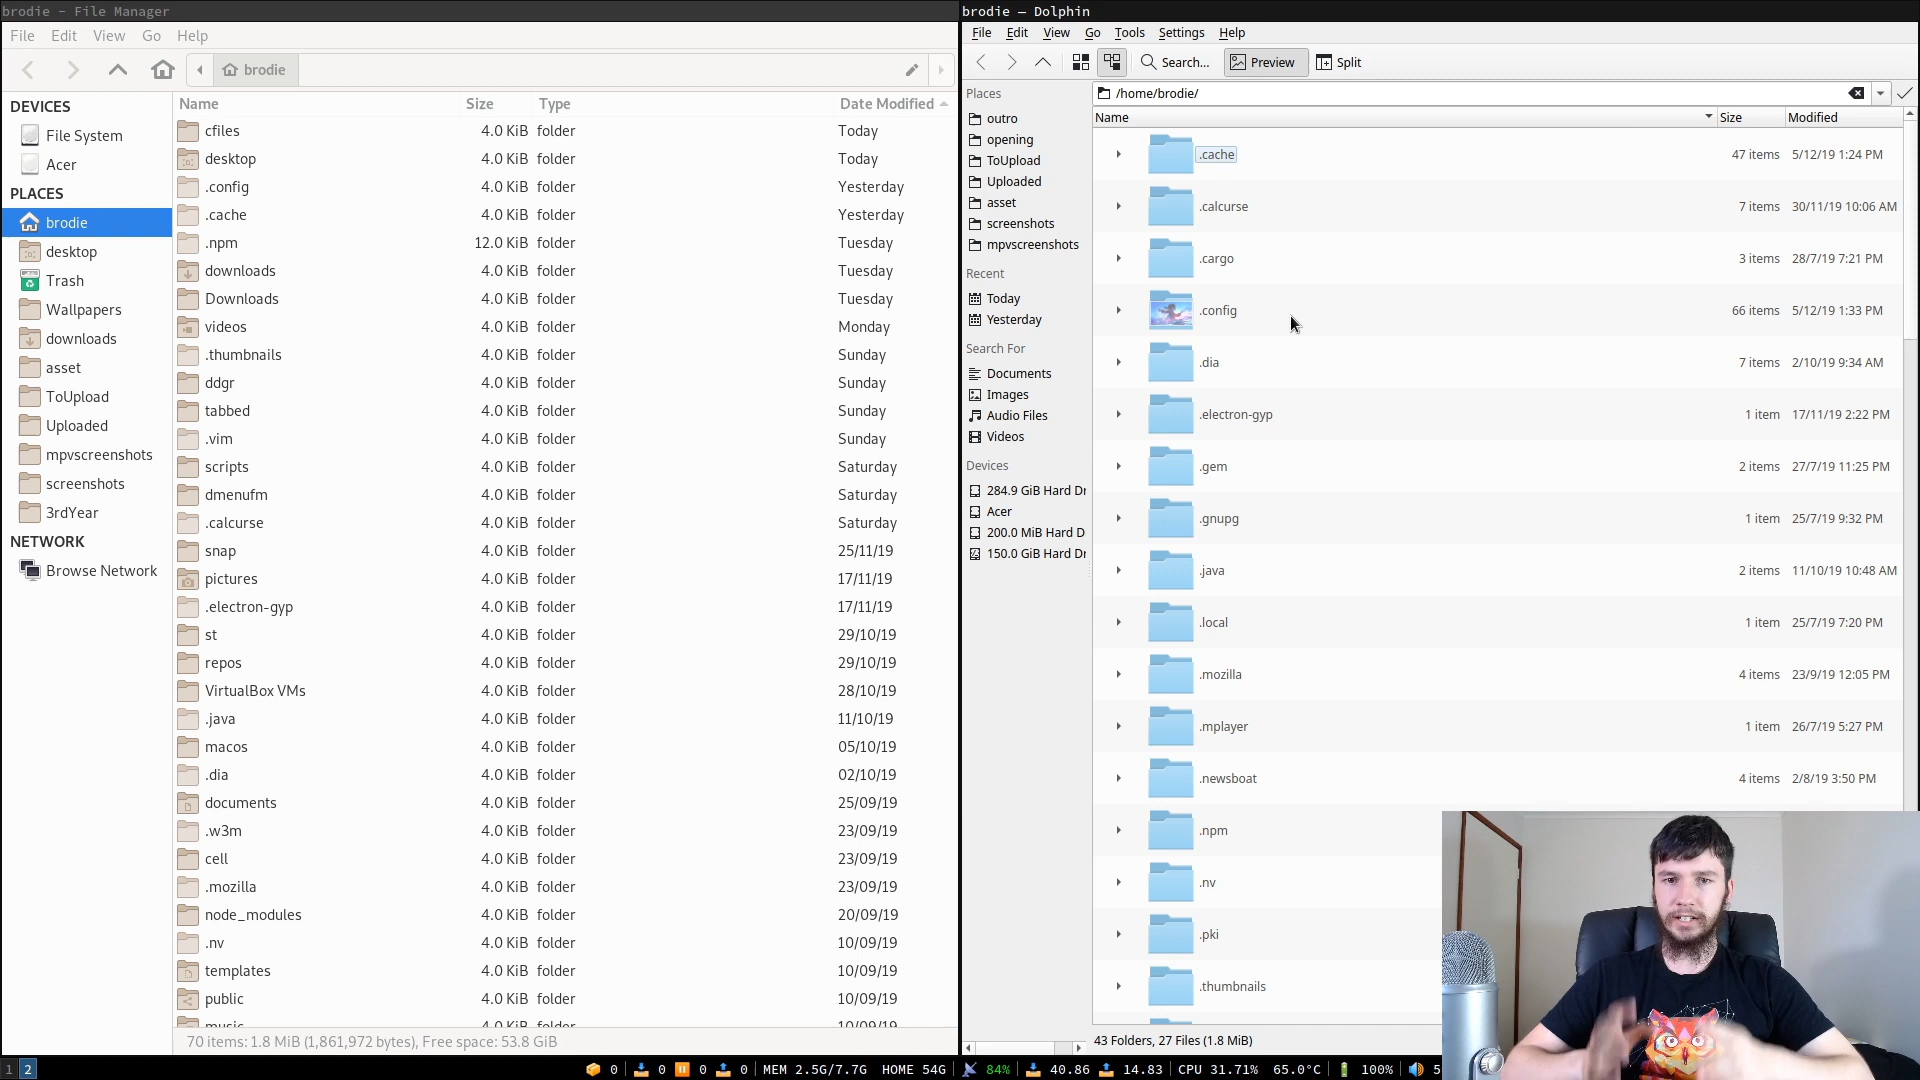 brodie - File Manager
File Edit View Go Help
brodie
DEVICES
File System
Acer
PLACES
brodie
desktop
Trash
Wallpapers
downloads
asset
ToUpload
Uploaded
mpvscreenshots
screenshots
3rdYear
NETWORK
Browse Network
Name Size Type Date Modified
cfiles 4.0 KiB folder Today
desktop 4.0 KiB folder Today
.config 4.0 KiB folder Yesterday
.cache 4.0 KiB folder Yesterday
.npm 12.0 KiB folder Tuesday
downloads 4.0 KiB folder Tuesday
Downloads 4.0 KiB folder Tuesday
videos 4.0 KiB folder Monday
.thumbnails 4.0 KiB folder Sunday
ddgr 4.0 KiB folder Sunday
tabbed 4.0 KiB folder Sunday
.vim 4.0 KiB folder Sunday
scripts 4.0 KiB folder Saturday
dmenufm 4.0 KiB folder Saturday
.calcurse 4.0 KiB folder Saturday
snap 4.0 KiB folder 25/11/19
pictures 4.0 KiB folder 17/11/19
.electron-gyp 4.0 KiB folder 17/11/19
st 4.0 KiB folder 29/10/19
repos 4.0 KiB folder 29/10/19
VirtualBox VMs 4.0 KiB folder 28/10/19
.java 4.0 KiB folder 11/10/19
macos 4.0 KiB folder 05/10/19
.dia 4.0 KiB folder 02/10/19
documents 4.0 KiB folder 25/09/19
.w3m 4.0 KiB folder 23/09/19
cell 4.0 KiB folder 23/09/19
.mozilla 4.0 KiB folder 23/09/19
node_modules 4.0 KiB folder 20/09/19
.nv 4.0 KiB folder 10/09/19
templates 4.0 KiB folder 10/09/19
public 4.0 KiB folder 10/09/19
music 4.0 KiB folder 10/09/19
70 items: 1.8 MiB (1,861,972 bytes), Free space: 53.8 GiB
brodie — Dolphin
File Edit View Go Tools Settings Help
Search... Preview Split
Places
outro
opening
ToUpload
Uploaded
asset
screenshots
mpvscreenshots
Recent
Today
Yesterday
Search For
Documents
Images
Audio Files
Videos
Devices
284.9 GiB Hard Dr
Acer
200.0 MiB Hard D
150.0 GiB Hard Dr
/home/brodie/
Name Size Modified
.cache 47 items 5/12/19 1:24 PM
.calcurse 7 items 30/11/19 10:06 AM
.cargo 3 items 28/7/19 7:21 PM
.config 66 items 5/12/19 1:33 PM
.dia 7 items 2/10/19 9:34 AM
.electron-gyp 1 item 17/11/19 2:22 PM
.gem 2 items 27/7/19 11:25 PM
.gnupg 1 item 25/7/19 9:32 PM
.java 2 items 11/10/19 10:48 AM
.local 1 item 25/7/19 7:20 PM
.mozilla 4 items 23/9/19 12:05 PM
.mplayer 1 item 26/7/19 5:27 PM
.newsboat 4 items 2/8/19 3:50 PM
.npm
.nv
.pki
.thumbnails
43 Folders, 27 Files (1.8 MiB)
1 2 0 0 0 0 MEM 2.5G/7.7G HOME 54G 84% 40.86 14.83 CPU 31.71% 65.0°C 100% 5